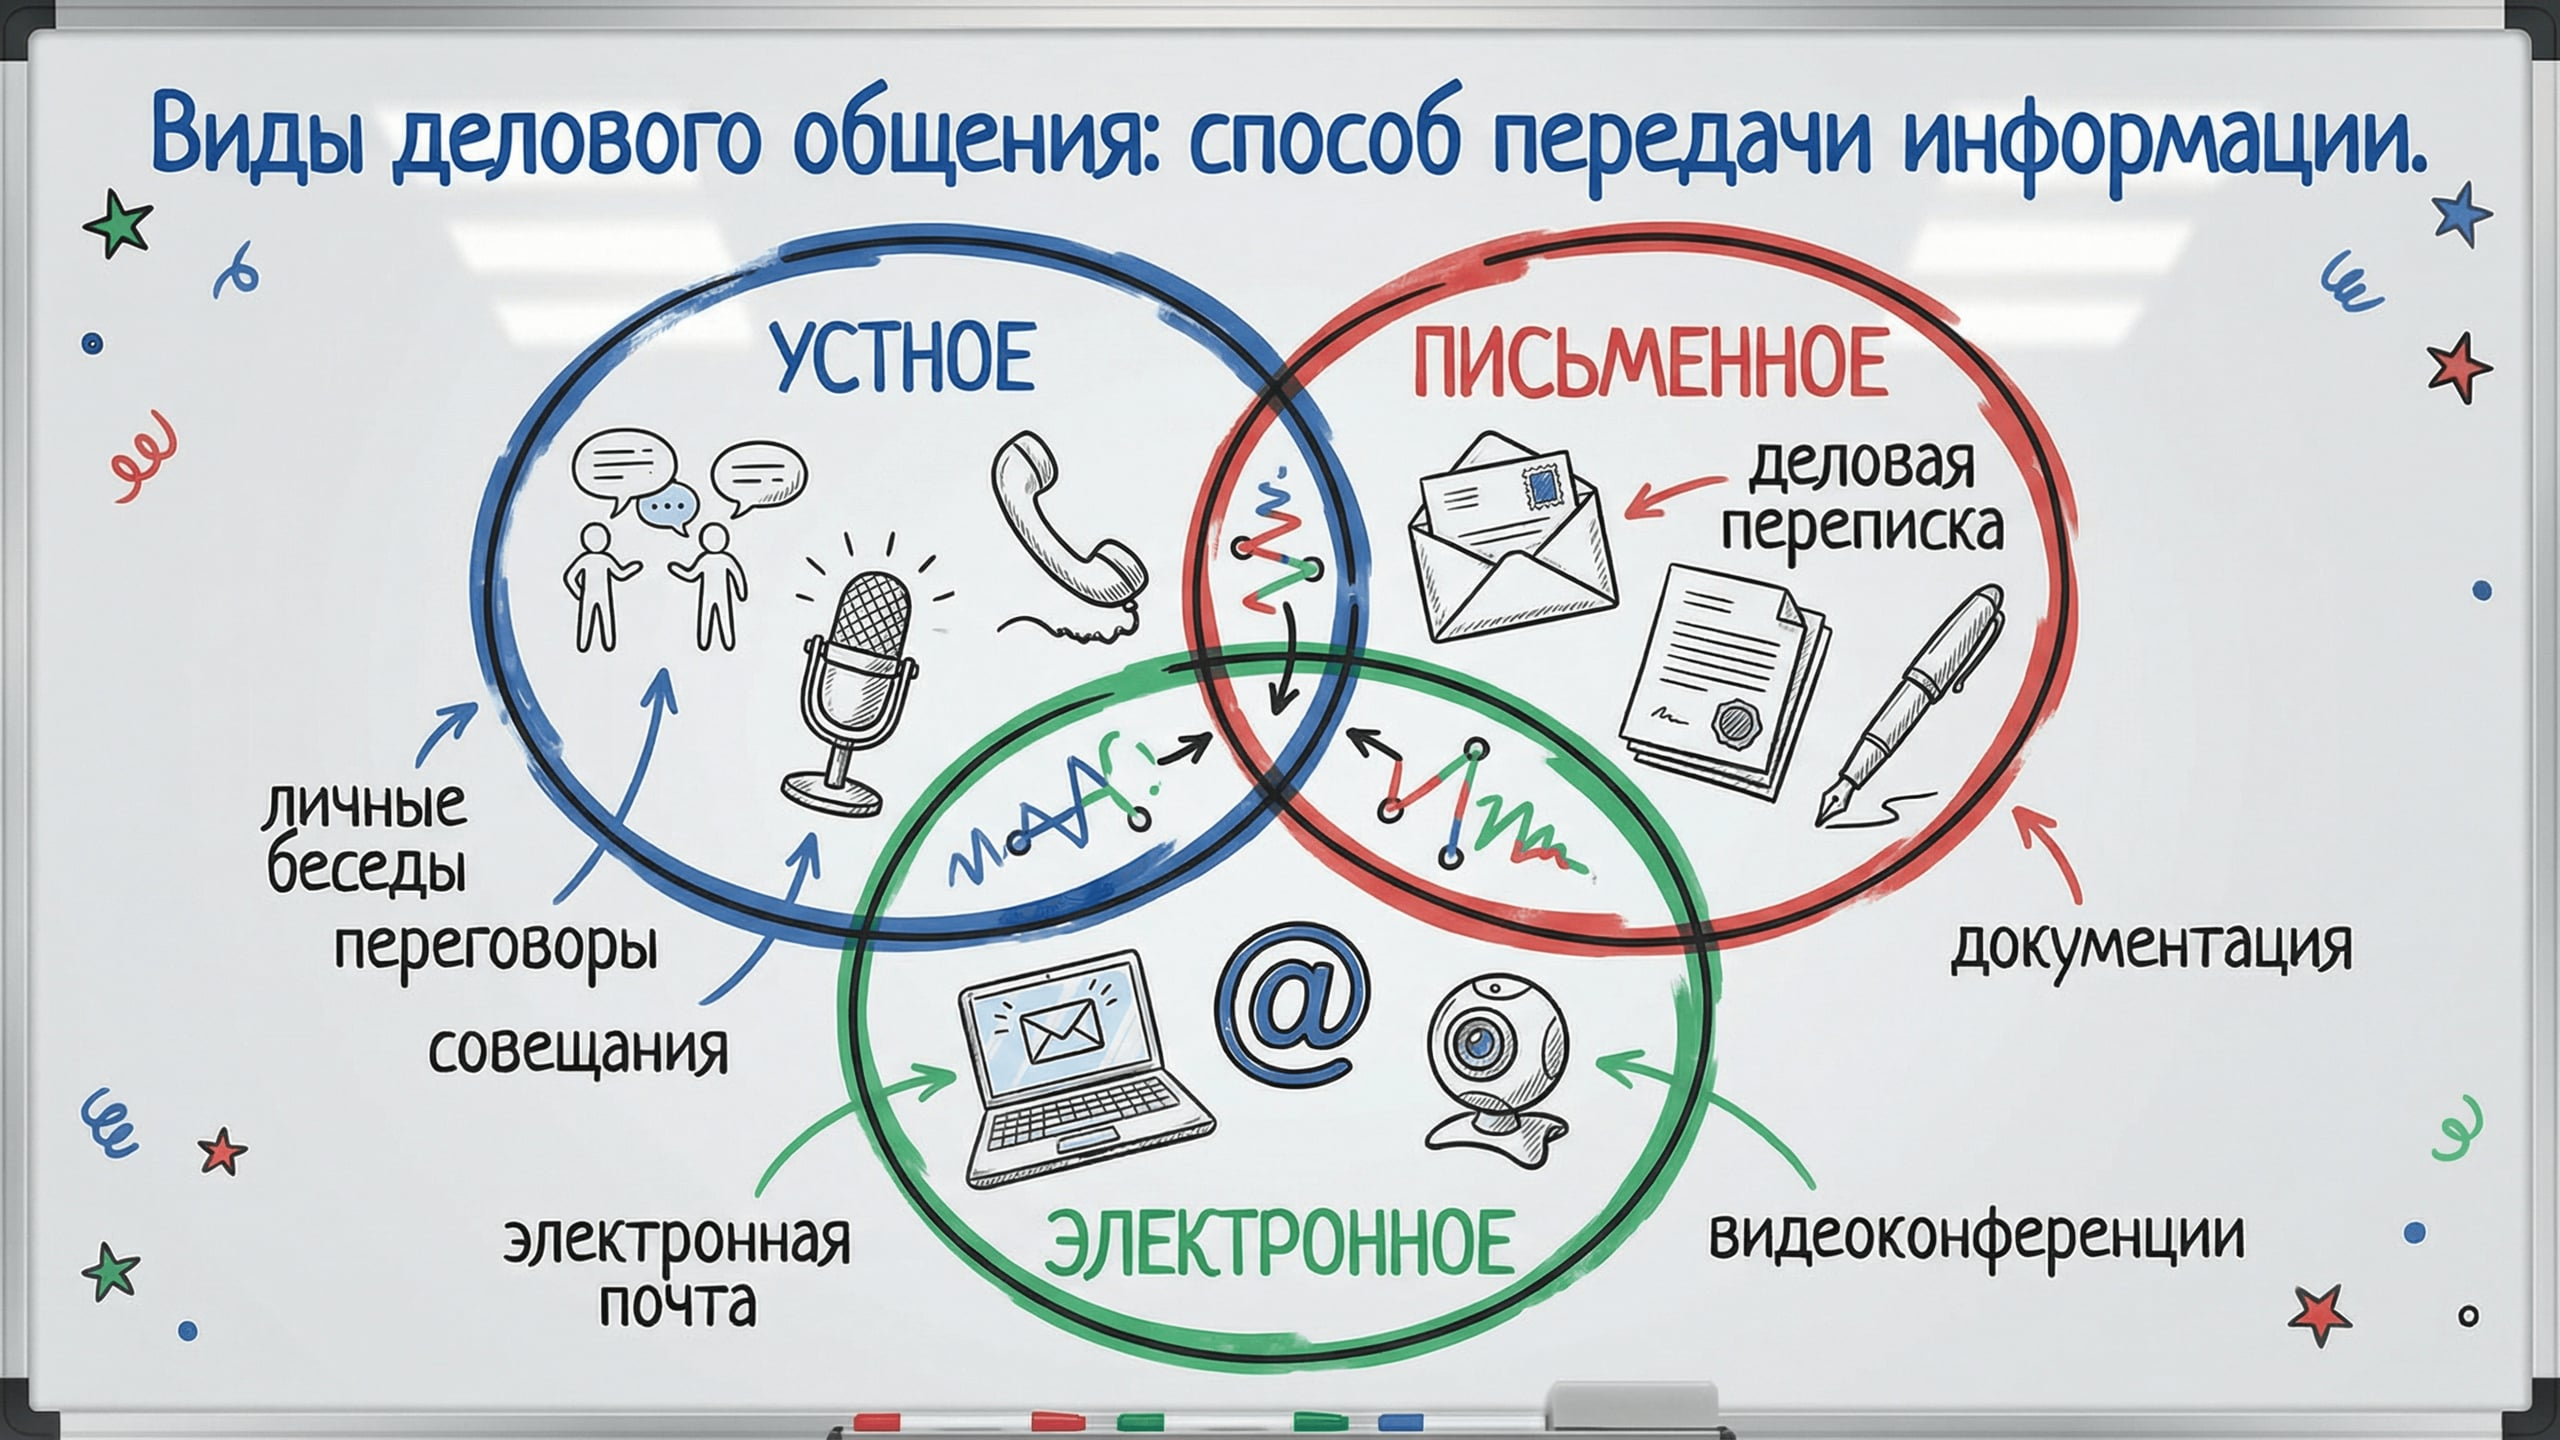 Виды делового общения: способ передачи информации.
УСТНОЕ
ПИСЬМЕННОЕ
деловая
переписка
личные
беседы
переговоры
совещания
документация
@
электронная
почта
ЭЛЕКТРОННОЕ
видеоконференции